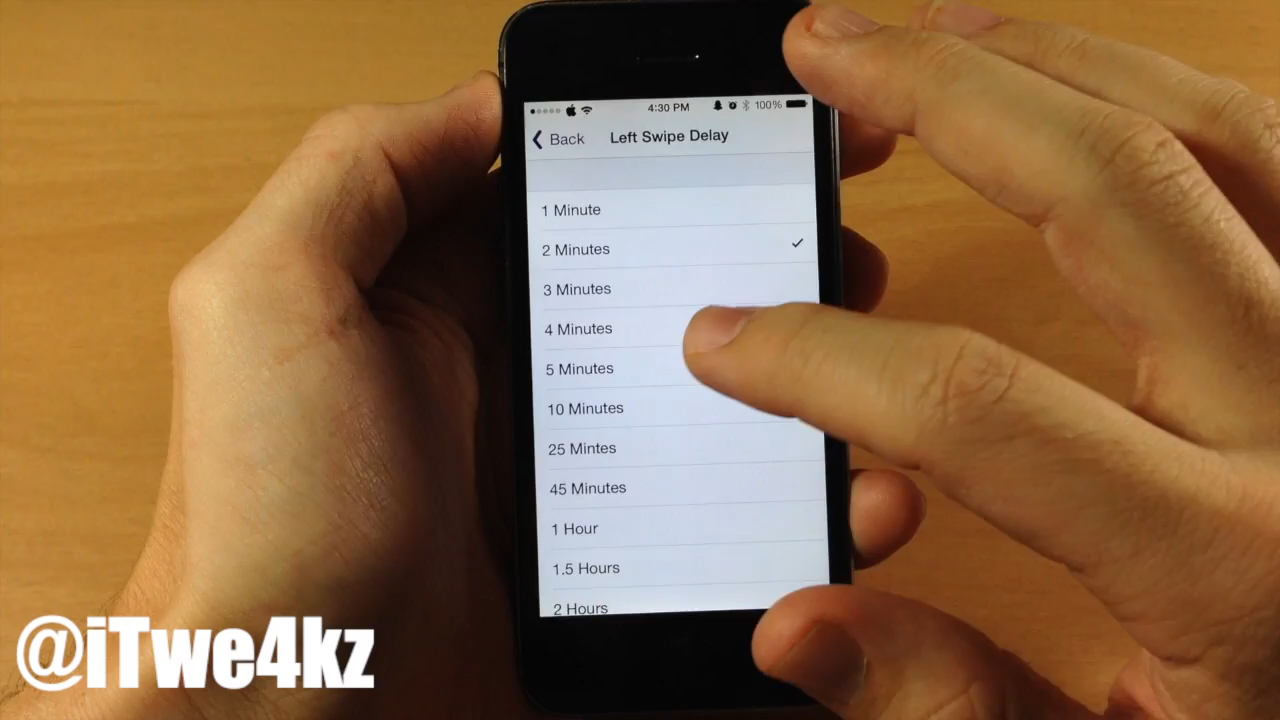 4:30 PM 100%
Back Left Swipe Delay
1 Minute
2 Minutes
3 Minutes
4 Minutes
5 Minutes
10 Minutes
25 Mintes
45 Minutes
1 Hour
1.5 Hours
2 Hours
@iTwe4kz